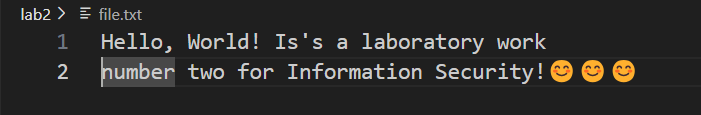 lab2 > file.txt
1 Hello, World! Is's a laboratory work
2 number two for Information Security!😊😊😊